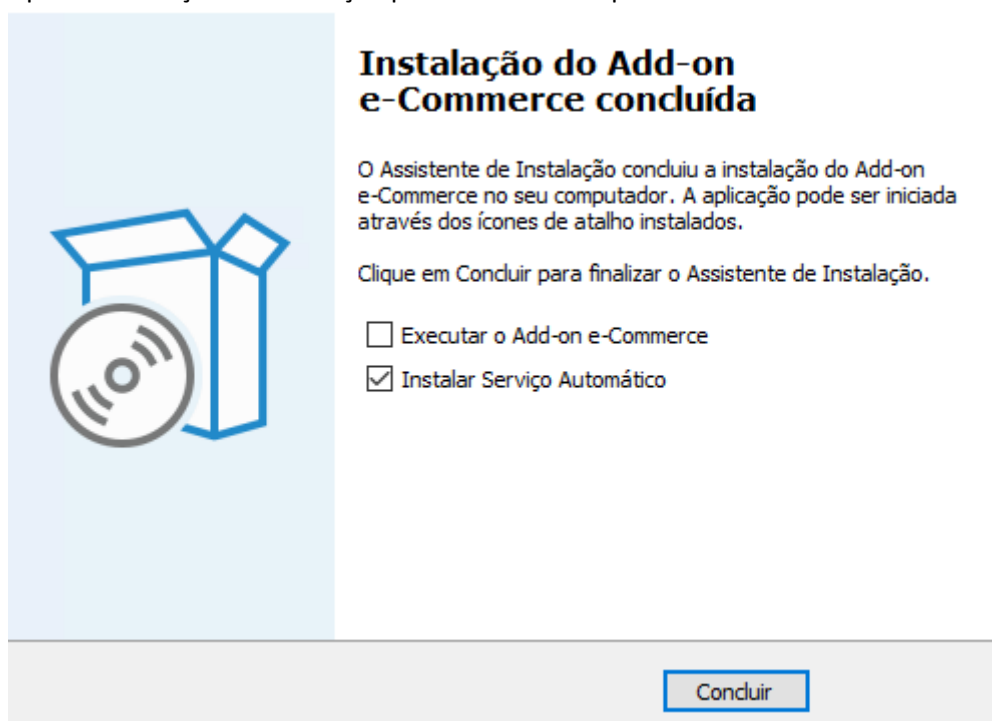 Instalação do Add-on
e-Commerce concluída
O Assistente de Instalação concluiu a instalação do Add-on
e-Commerce no seu computador. A aplicação pode ser iniciada
através dos ícones de atalho instalados.
Clique em Concluir para finalizar o Assistente de Instalação.
Executar o Add-on e-Commerce
Instalar Serviço Automático
Concluir